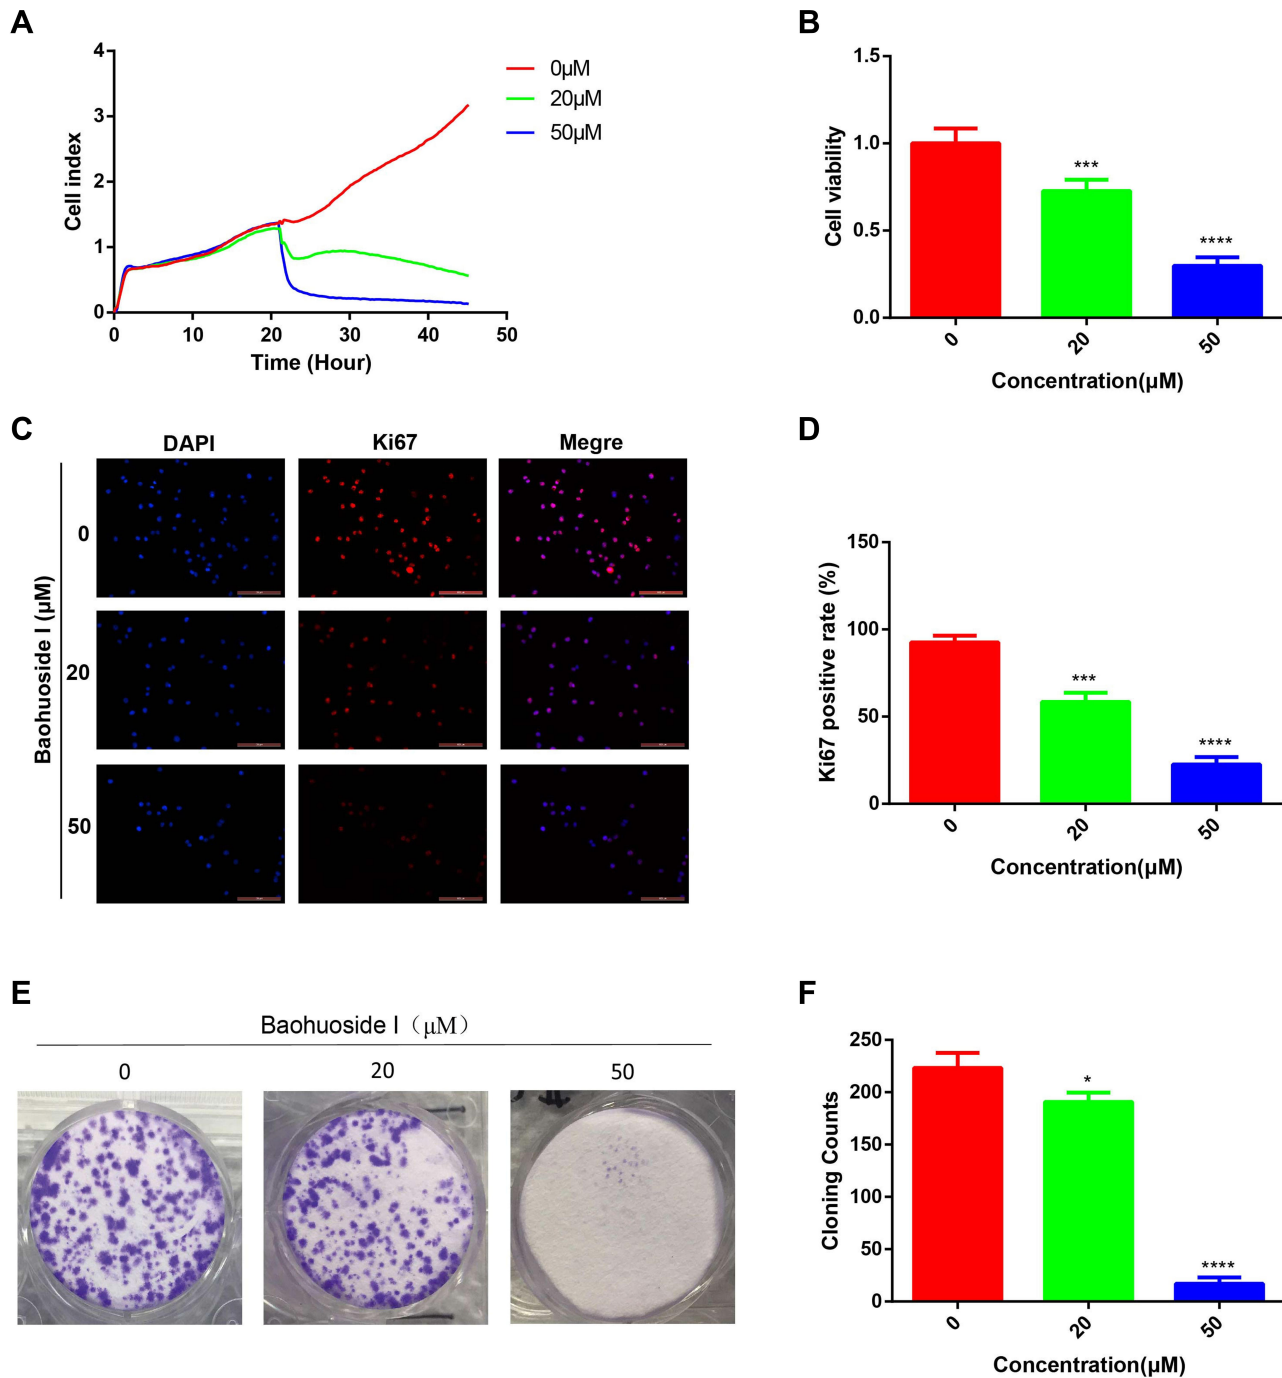 A
4
3
2
1
0
Cell index
0 10 20 30 40 50
Time (Hour)
0μM
20μM
50μM
B
1.5
1.0
0.5
0.0
Cell viability
***
****
0 20 50
Concentration(μM)
C
DAPI Ki67 Megre
Baohuoside I (μM)
0
20
50
D
150
100
50
0
Ki67 positive rate (%)
***
****
0 20 50
Concentration(μM)
E
Baohuoside I（μM）
0 20 50
F
250
200
150
100
50
0
Cloning Counts
*
****
0 20 50
Concentration(μM)